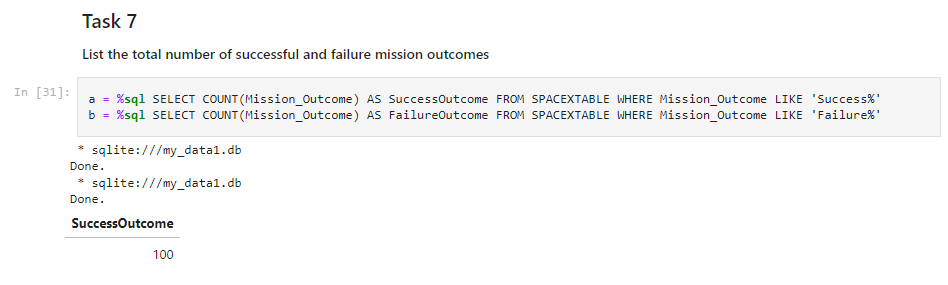 Task 7
List the total number of successful and failure mission outcomes
In [31]:
a = %sql SELECT COUNT(Mission_Outcome) AS SuccessOutcome FROM SPACEXTABLE WHERE Mission_Outcome LIKE 'Success%'
b = %sql SELECT COUNT(Mission_Outcome) AS FailureOutcome FROM SPACEXTABLE WHERE Mission_Outcome LIKE 'Failure%'
* sqlite:///my_data1.db
Done.
* sqlite:///my_data1.db
Done.
SuccessOutcome
100